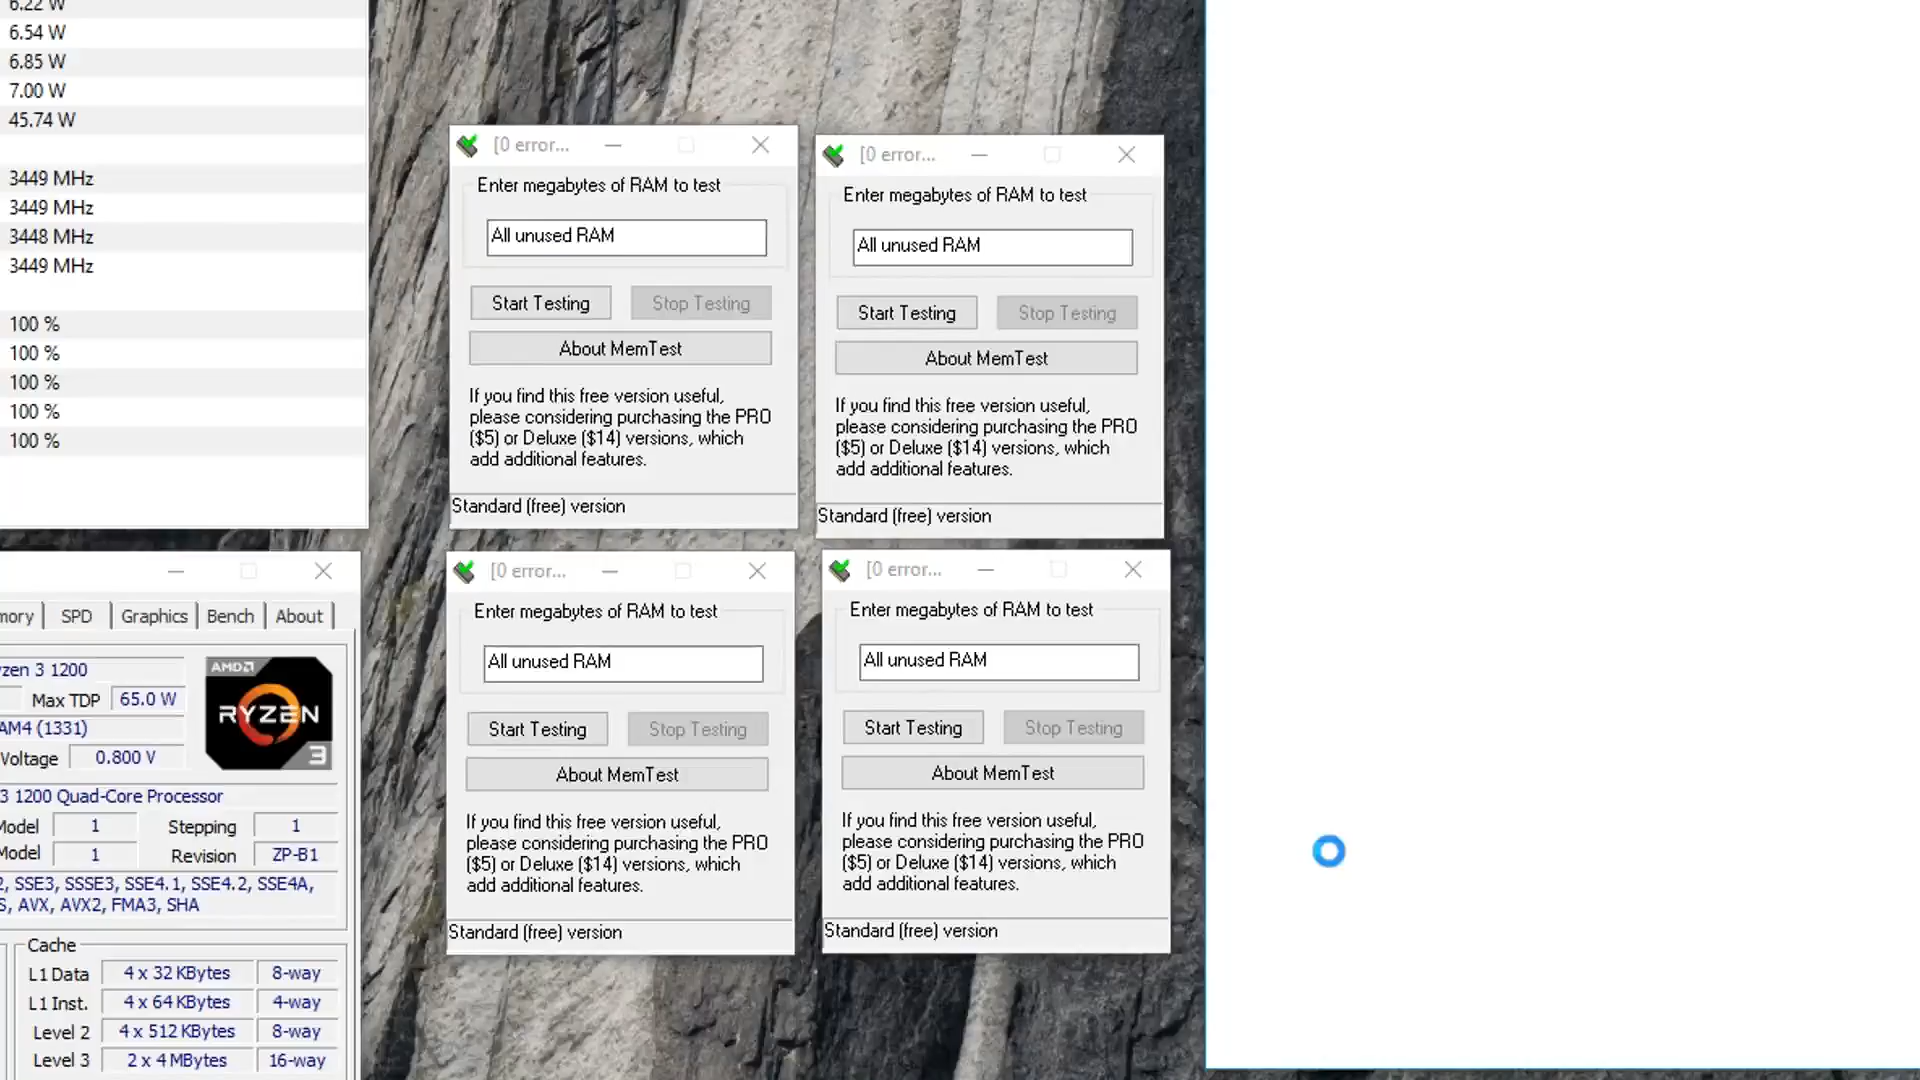 6.22 W
6.54 W
6.85 W
7.00 W
45.74 W
3449 MHz
3449 MHz
3448 MHz
3449 MHz
100 %
100 %
100 %
100 %
100 %
[0 error...
Enter megabytes of RAM to test
All unused RAM
Start Testing
Stop Testing
About MemTest
If you find this free version useful,
please considering purchasing the PRO
($5) or Deluxe ($14) versions, which
add additional features.
Standard (free) version
[0 error...
Enter megabytes of RAM to test
All unused RAM
Start Testing
Stop Testing
About MemTest
If you find this free version useful,
please considering purchasing the PRO
($5) or Deluxe ($14) versions, which
add additional features.
Standard (free) version
mory SPD Graphics Bench About
zen 3 1200
Max TDP 65.0 W
AM4 (1331)
Voltage 0.800 V
AMD
RYZEN
3
3 1200 Quad-Core Processor
Model 1 Stepping 1
Model 1 Revision ZP-B1
2, SSE3, SSSE3, SSE4.1, SSE4.2, SSE4A,
S, AVX, AVX2, FMA3, SHA
Cache
L1 Data 4 x 32 KBytes 8-way
L1 Inst. 4 x 64 KBytes 4-way
Level 2 4 x 512 KBytes 8-way
Level 3 2 x 4 MBytes 16-way
[0 error...
Enter megabytes of RAM to test
All unused RAM
Start Testing
Stop Testing
About MemTest
If you find this free version useful,
please considering purchasing the PRO
($5) or Deluxe ($14) versions, which
add additional features.
Standard (free) version
[0 error...
Enter megabytes of RAM to test
All unused RAM
Start Testing
Stop Testing
About MemTest
If you find this free version useful,
please considering purchasing the PRO
($5) or Deluxe ($14) versions, which
add additional features.
Standard (free) version